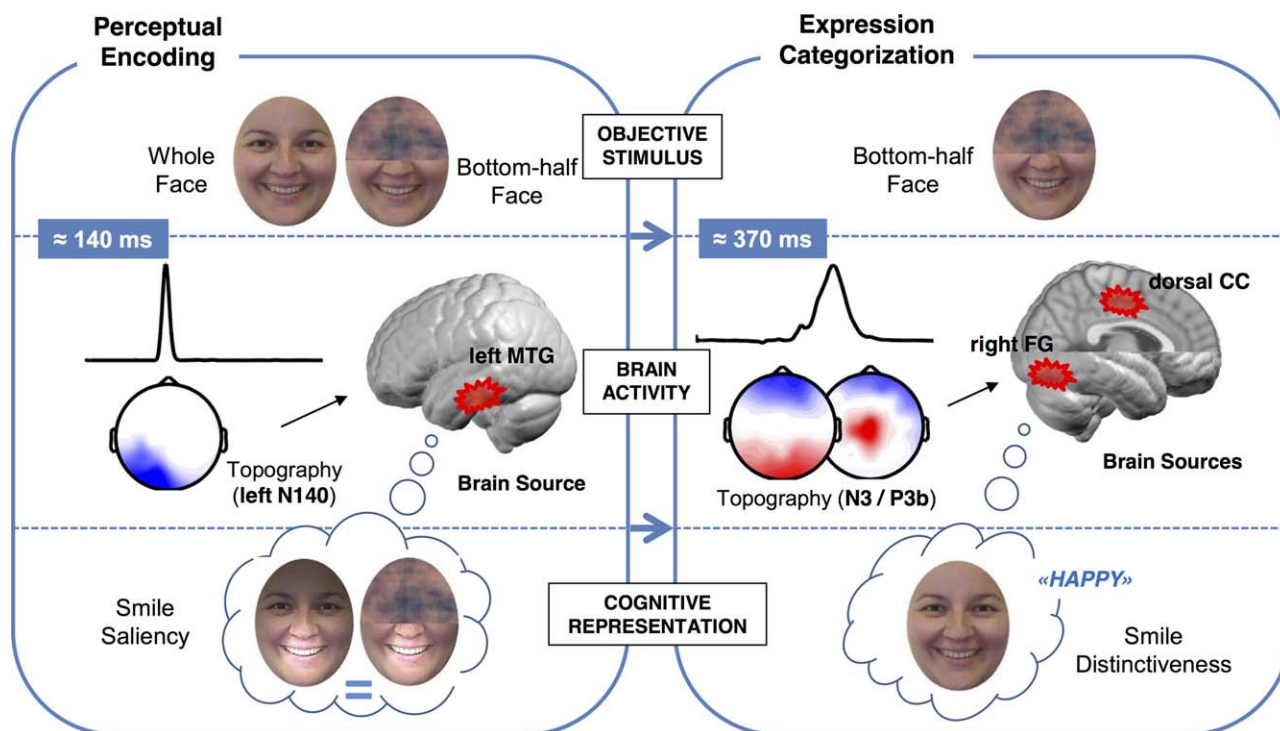 Perceptual
Encoding
Expression
Categorization
Whole
Face
Bottom-half
Face
OBJECTIVE
STIMULUS
Bottom-half
Face
≈ 140 ms
≈ 370 ms
left MTG
BRAIN
ACTIVITY
dorsal CC
right FG
Topography
(left N140)
Brain Source
Topography (N3 / P3b)
Brain Sources
Smile
Saliency
=
COGNITIVE
REPRESENTATION
«HAPPY»
Smile
Distinctiveness